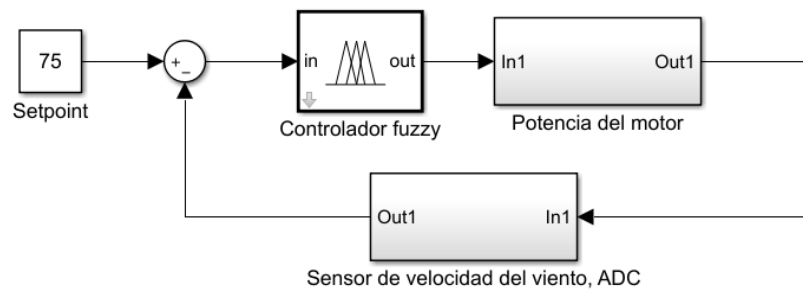 75
Setpoint
+
−
in
out
Controlador fuzzy
In1
Out1
Potencia del motor
Out1
In1
Sensor de velocidad del viento, ADC